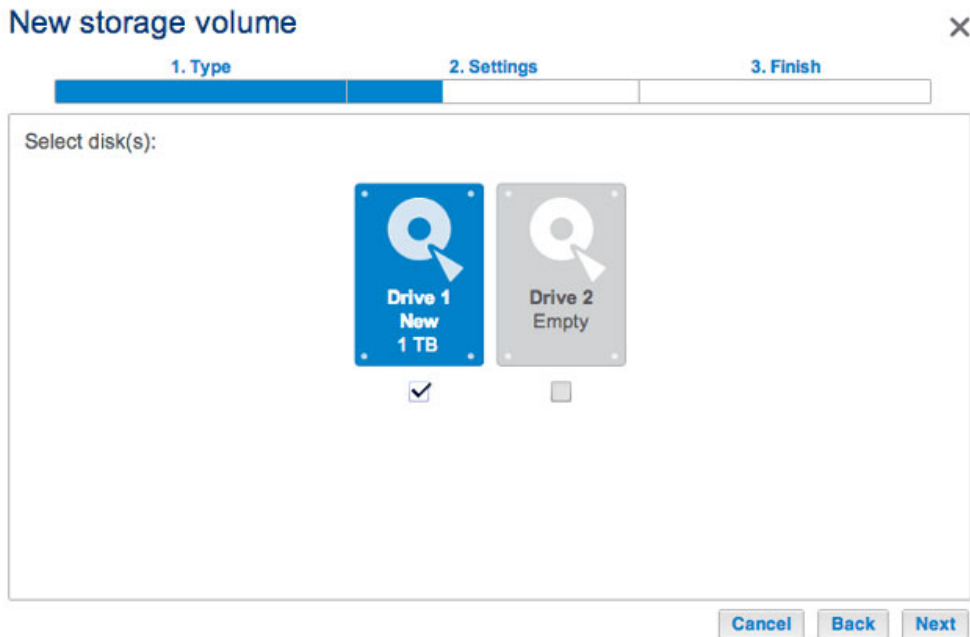 New storage volume
1. Type 2. Settings 3. Finish
Select disk(s):
Drive 1 Drive 2
New Empty
1 TB
Cancel Back Next